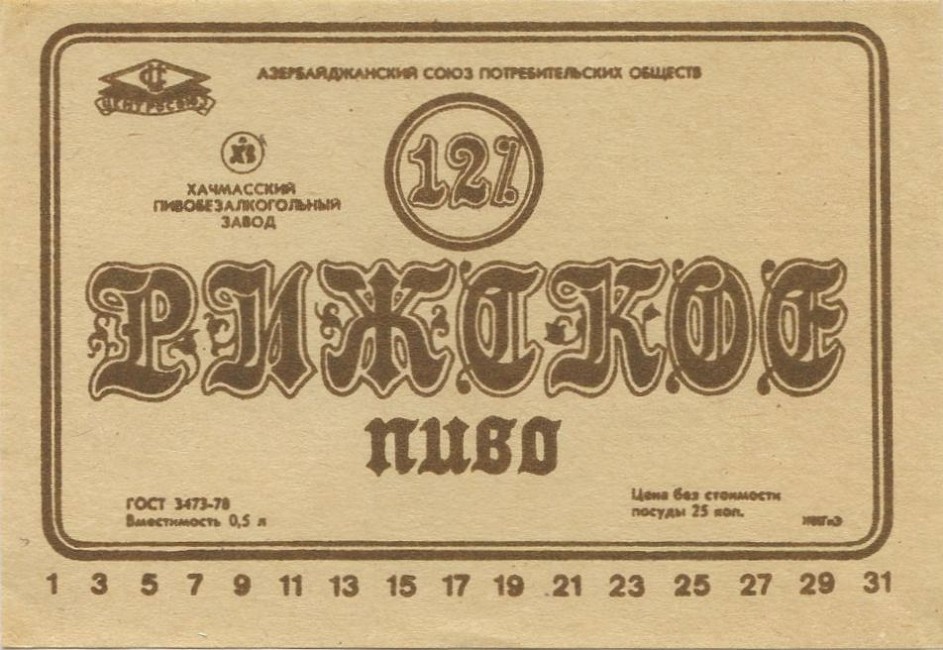 АЗЕРБАЙДЖАНСКИЙ СОЮЗ ПОТРЕБИТЕЛЬСКИХ ОБЩЕСТВ
ЦЕНТРОСОЮЗ
12%
ХАЧМАССКИЙ
ПИВОБЕЗАЛКОГОЛЬНЫЙ
ЗАВОД
РИЖСКОЕ
пиво
ГОСТ 3473-78
Вместимость 0,5 л
Цена без стоимости
посуды 25 коп.
1 3 5 7 9 11 13 15 17 19 21 23 25 27 29 31